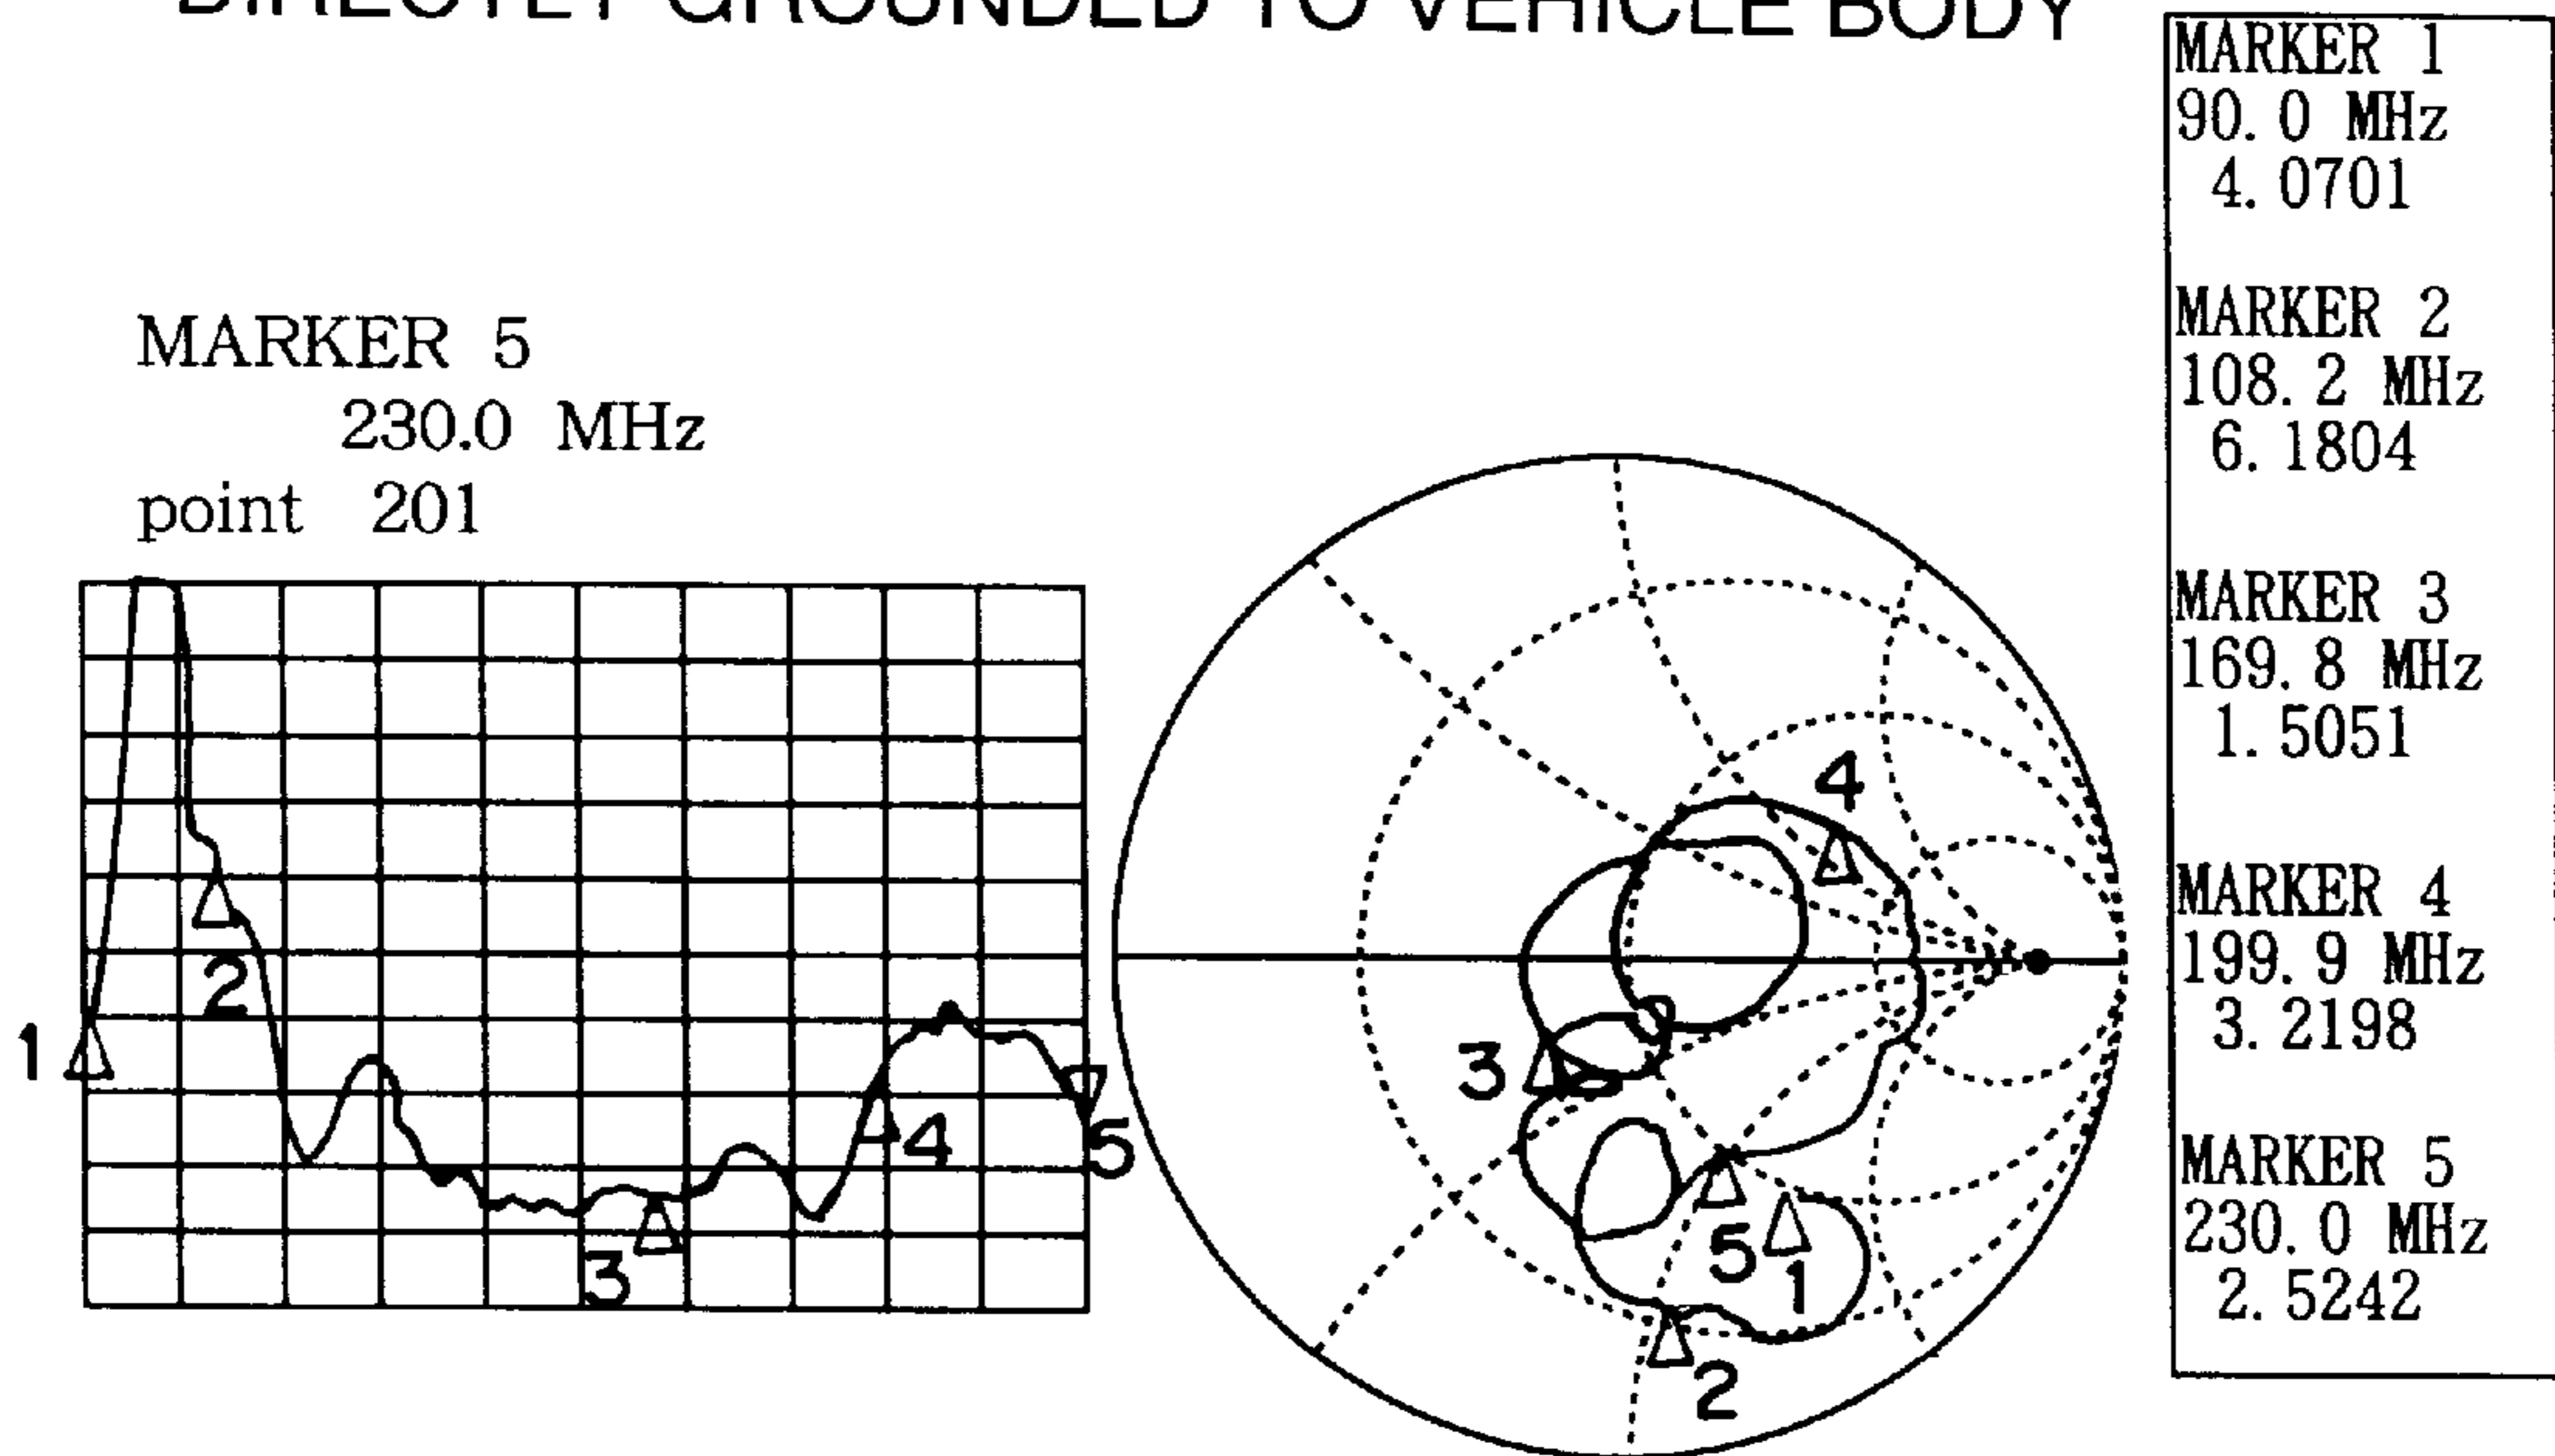 DIRECTLY GROUNDED TO VEHICLE BODY
MARKER 5
230.0 MHz
point 201
1
2
3
4
5
4
3
5
1
2
MARKER 1
90.0 MHz
4.0701
MARKER 2
108.2 MHz
6.1804
MARKER 3
169.8 MHz
1.5051
MARKER 4
199.9 MHz
3.2198
MARKER 5
230.0 MHz
2.5242